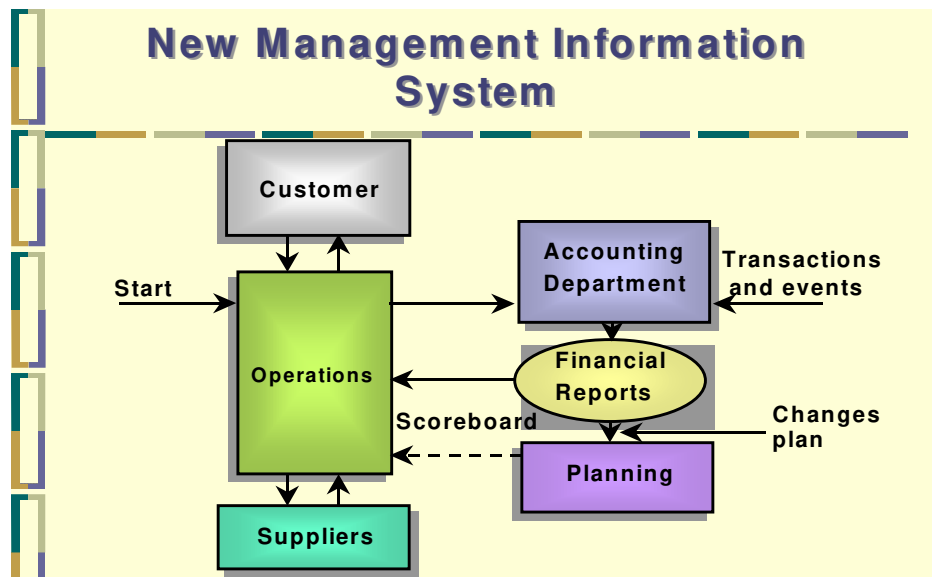 New Management Information
System
Customer
Accounting
Department
Transactions
and events
Start
Operations
Financial
Reports
Scoreboard
Changes
plan
Planning
Suppliers